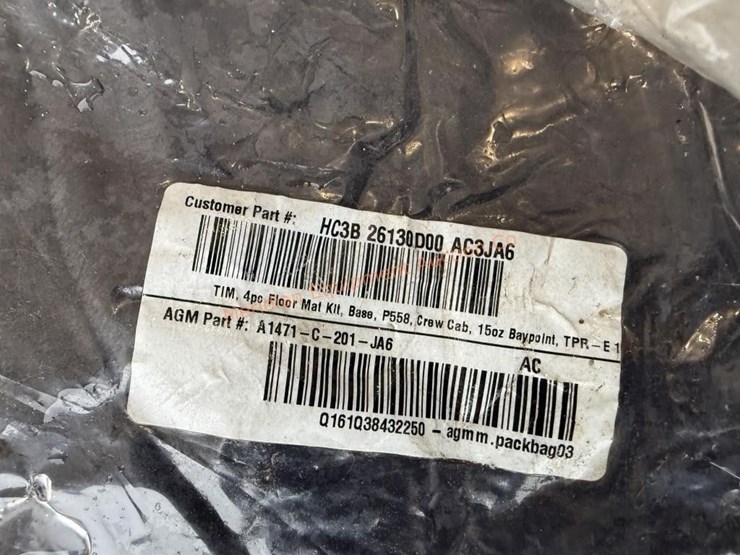 Customer Part #: HC3B 26130D00 AC3JA6
TIM, 4pc Floor Mat Kit, Base, P558, Crew Cab, 15oz Baypoint, TPR-E 1
AGM Part #: A1471-C-201-JA6
AC
Q161Q38432250 - agmm.packbag03